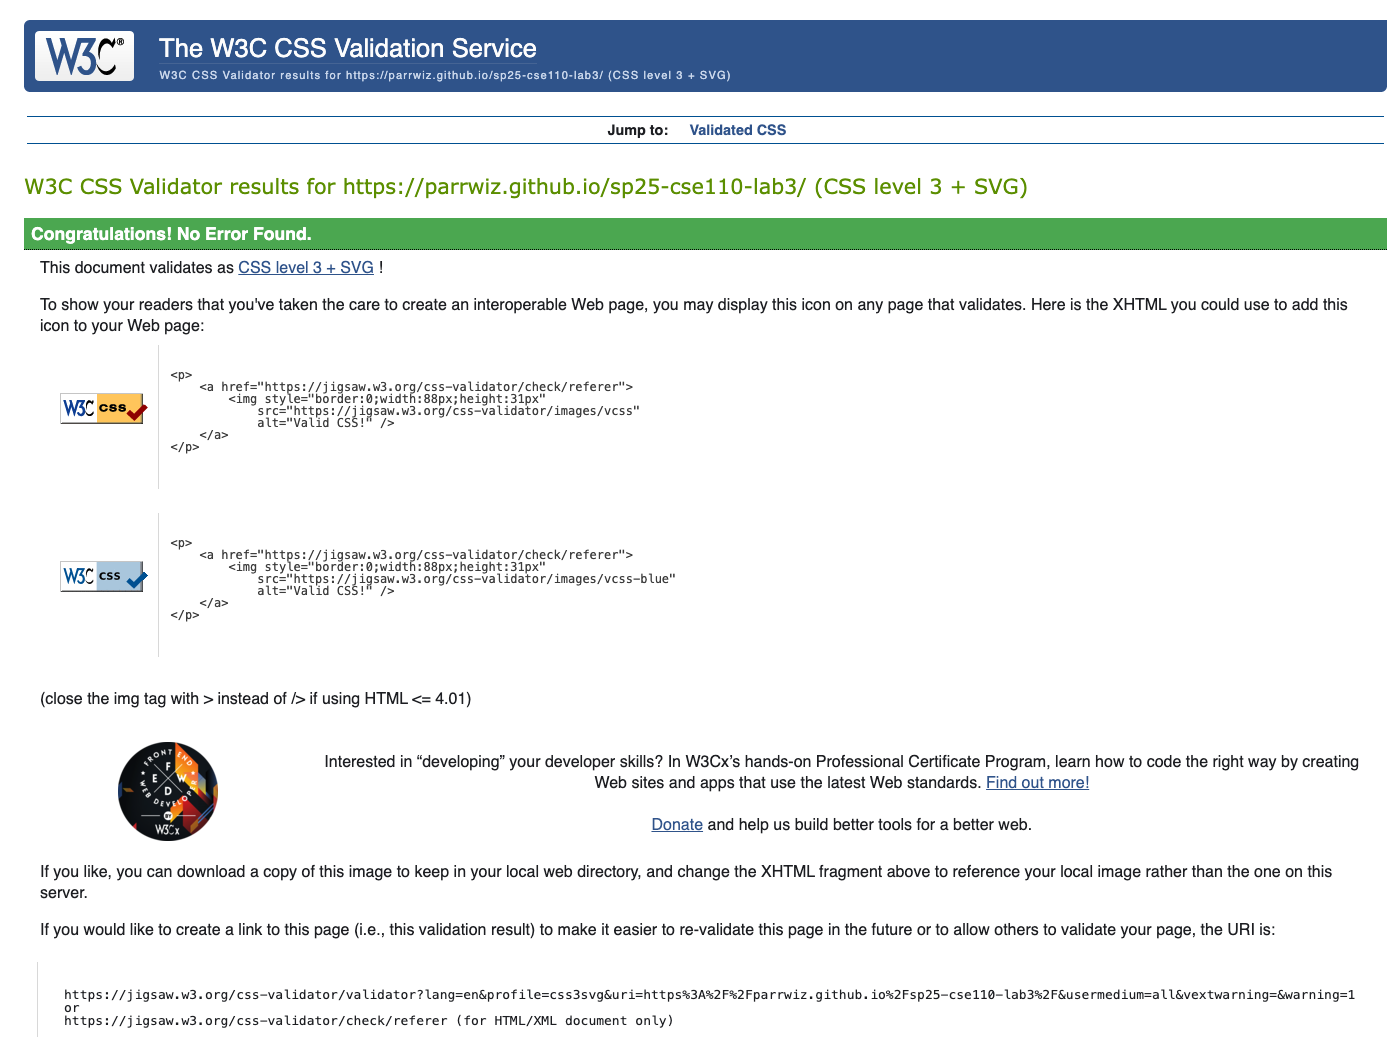 W3C®
The W3C CSS Validation Service
W3C CSS Validator results for https://parrwiz.github.io/sp25-cse110-lab3/ (CSS level 3 + SVG)
Jump to: Validated CSS
W3C CSS Validator results for https://parrwiz.github.io/sp25-cse110-lab3/ (CSS level 3 + SVG)
Congratulations! No Error Found.
This document validates as CSS level 3 + SVG !
To show your readers that you've taken the care to create an interoperable Web page, you may display this icon on any page that validates. Here is the XHTML you could use to add this
icon to your Web page:
W3C css
<p>
<a href="https://jigsaw.w3.org/css-validator/check/referer">
<img style="border:0;width:88px;height:31px"
src="https://jigsaw.w3.org/css-validator/images/vcss"
alt="Valid CSS!" />
</a>
</p>
W3C css
<p>
<a href="https://jigsaw.w3.org/css-validator/check/referer">
<img style="border:0;width:88px;height:31px"
src="https://jigsaw.w3.org/css-validator/images/vcss-blue"
alt="Valid CSS!" />
</a>
</p>
(close the img tag with > instead of /> if using HTML <= 4.01)
FRONT END
F
E W
D
WEB DEVELOPER
W3Cx
Interested in “developing” your developer skills? In W3Cx’s hands-on Professional Certificate Program, learn how to code the right way by creating
Web sites and apps that use the latest Web standards. Find out more!
Donate and help us build better tools for a better web.
If you like, you can download a copy of this image to keep in your local web directory, and change the XHTML fragment above to reference your local image rather than the one on this
server.
If you would like to create a link to this page (i.e., this validation result) to make it easier to re-validate this page in the future or to allow others to validate your page, the URI is:
https://jigsaw.w3.org/css-validator/validator?lang=en&profile=css3svg&uri=https%3A%2F%2Fparrwiz.github.io%2Fsp25-cse110-lab3%2F&usermedium=all&vextwarning=&warning=1
or
https://jigsaw.w3.org/css-validator/check/referer (for HTML/XML document only)